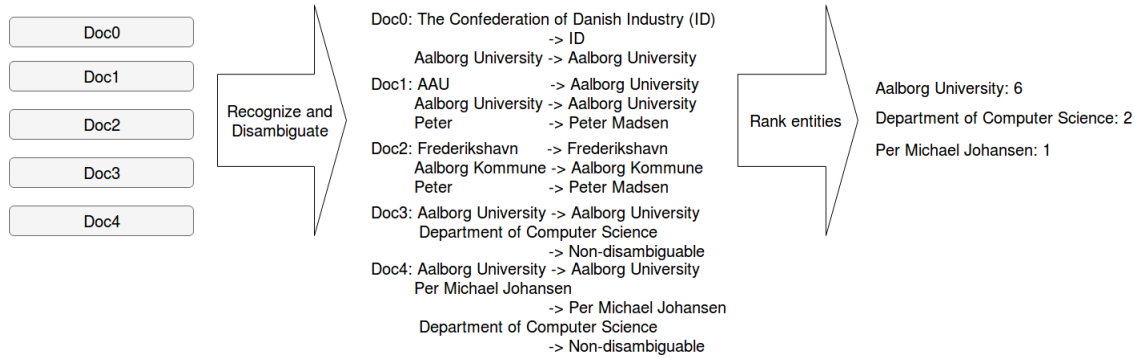 Doc0
Doc1
Doc2
Doc3
Doc4
Recognize and
Disambiguate
Doc0: The Confederation of Danish Industry (ID)
-> ID
Aalborg University -> Aalborg University
Doc1: AAU -> Aalborg University
Aalborg University -> Aalborg University
Peter -> Peter Madsen
Doc2: Frederikshavn -> Frederikshavn
Aalborg Kommune -> Aalborg Kommune
Peter -> Peter Madsen
Doc3: Aalborg University -> Aalborg University
Department of Computer Science
-> Non-disambiguable
Doc4: Aalborg University -> Aalborg University
Per Michael Johansen
-> Per Michael Johansen
Department of Computer Science
-> Non-disambiguable
Rank entities
Aalborg University: 6
Department of Computer Science: 2
Per Michael Johansen: 1